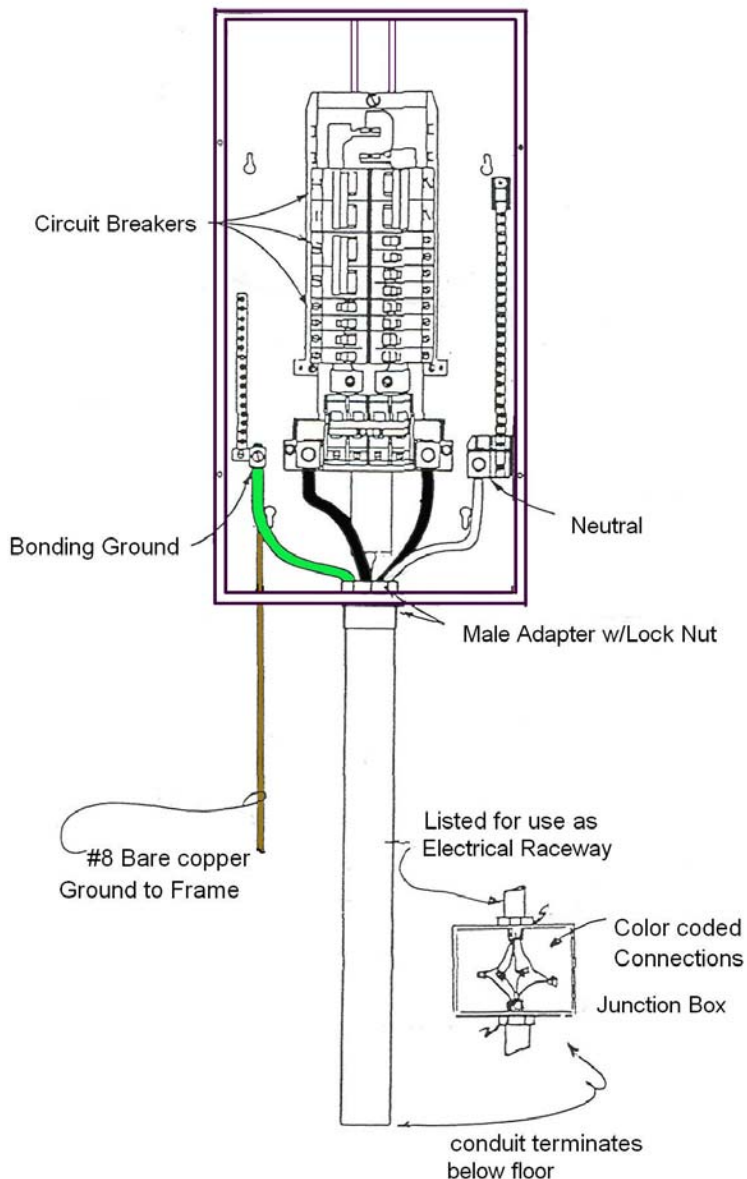 Circuit Breakers
Bonding Ground
Neutral
Male Adapter w/Lock Nut
#8 Bare copper
Ground to Frame
Listed for use as
Electrical Raceway
Color coded
Connections
Junction Box
conduit terminates
below floor